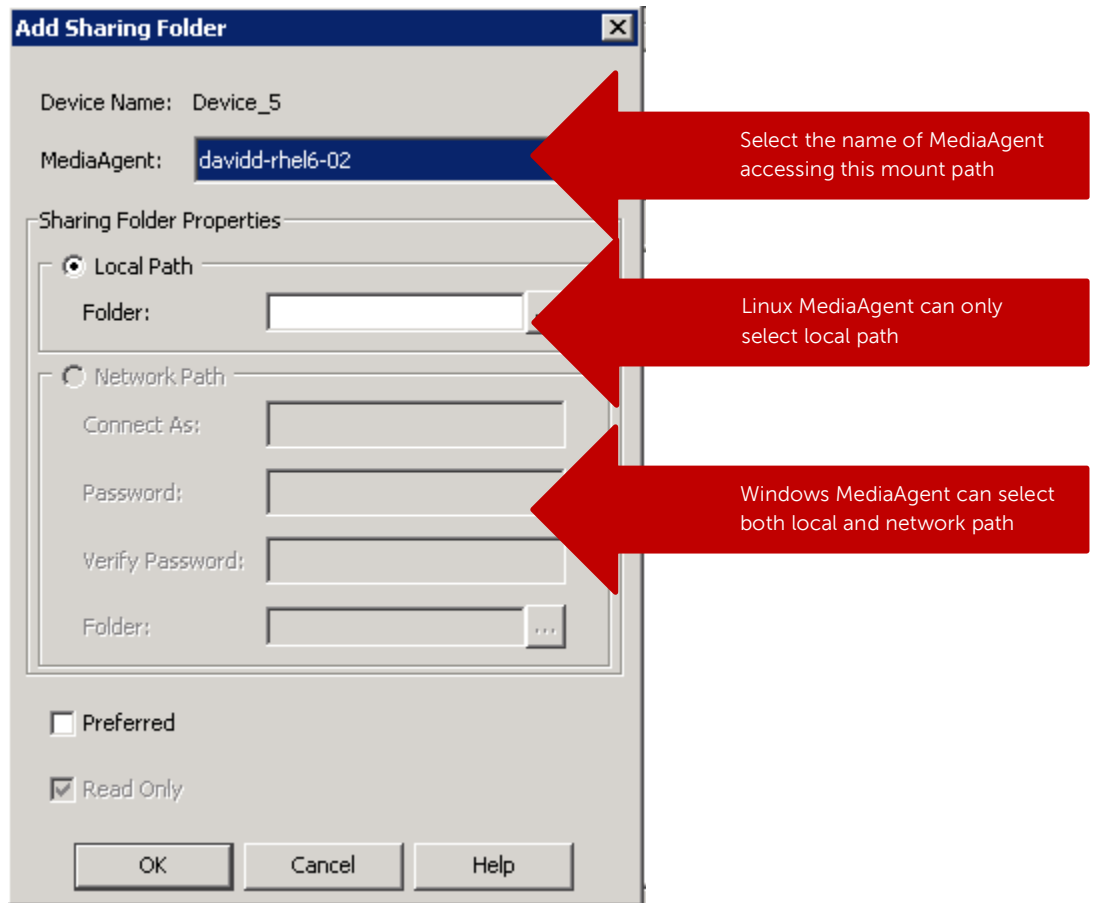 Add Sharing Folder
Device Name: Device_5
MediaAgent: davidd-rhel6-02
Select the name of MediaAgent
accessing this mount path
Sharing Folder Properties
Local Path
Folder:
Linux MediaAgent can only
select local path
Network Path
Connect As:
Password:
Windows MediaAgent can select
both local and network path
Verify Password:
Folder: ...
Preferred
Read Only
OK Cancel Help